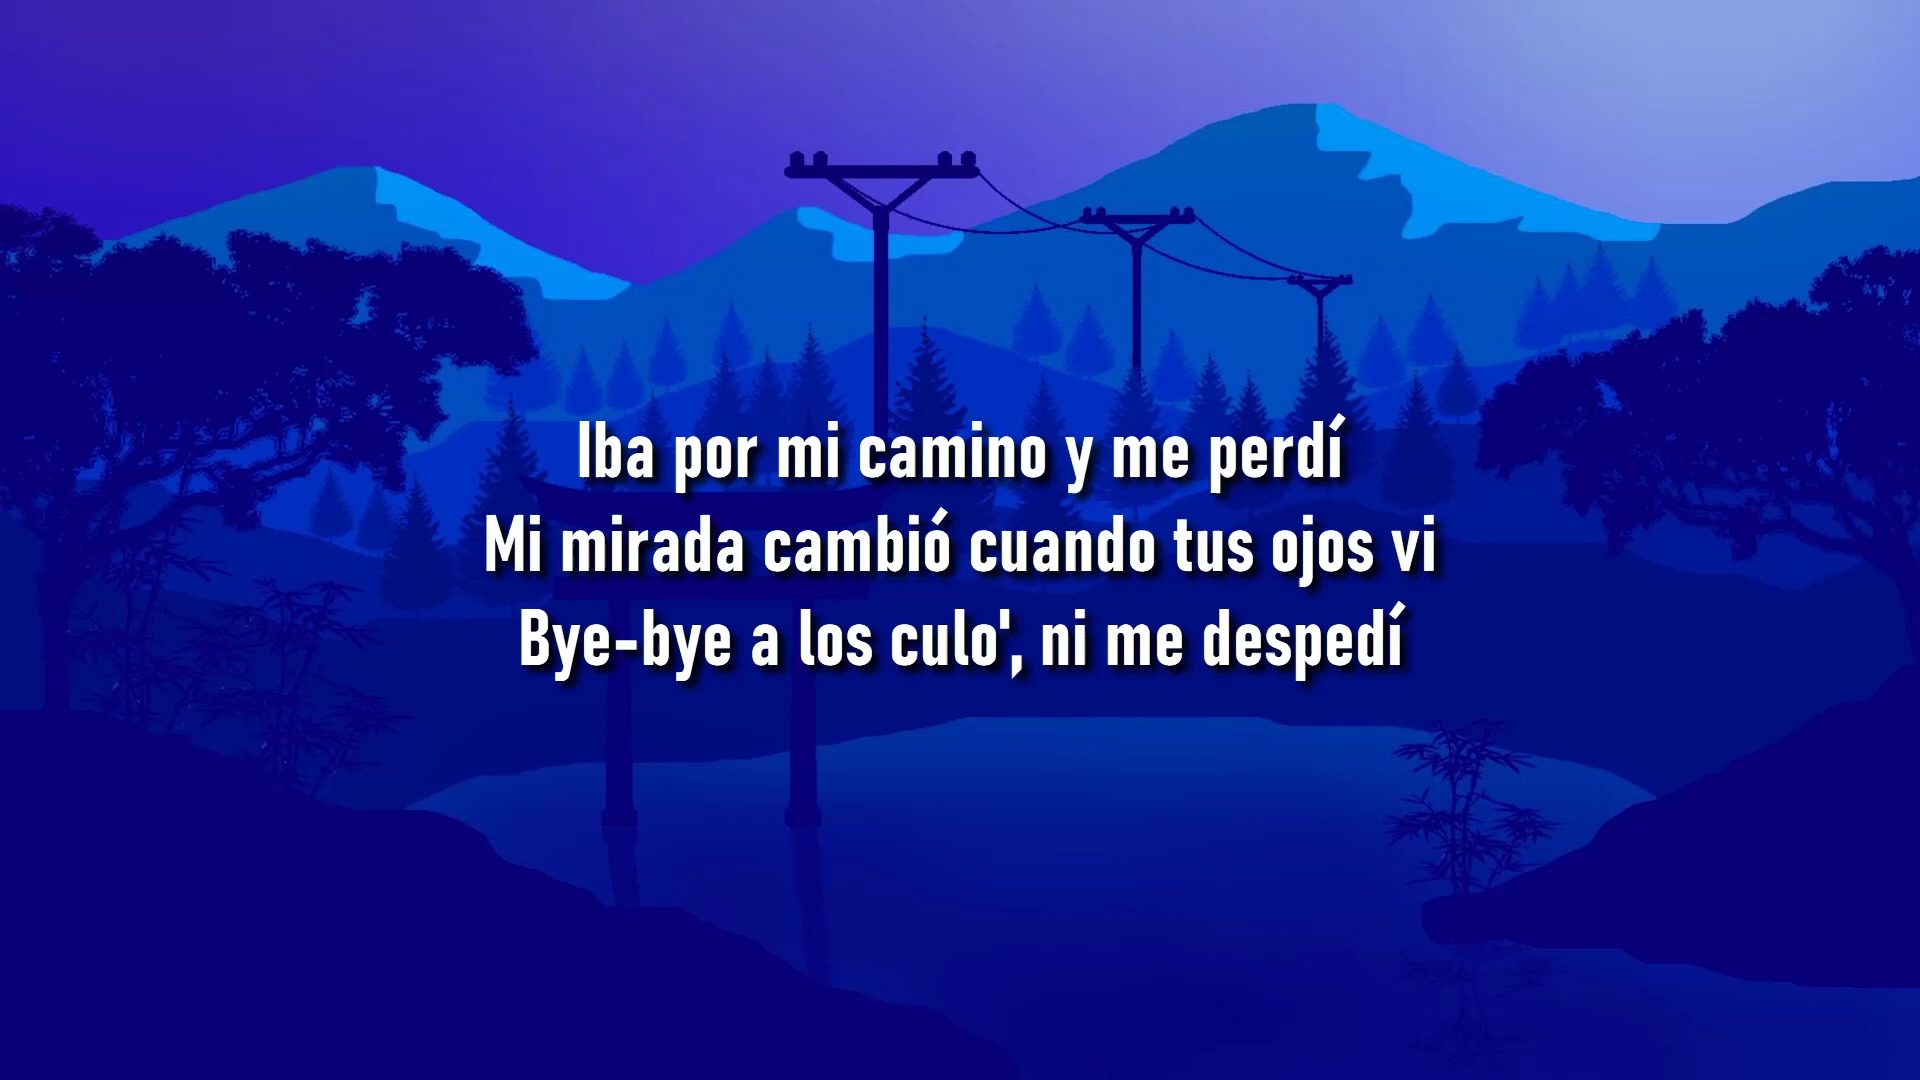 Iba por mi camino y me perdí
Mi mirada cambió cuando tus ojos vi
Bye-bye a los culo', ni me despedí